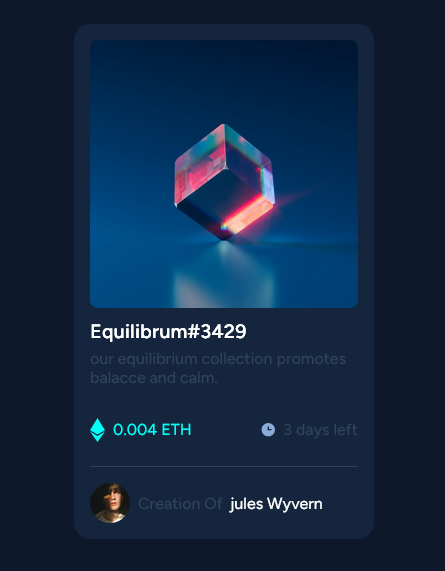 Equilibrum#3429
our equilibrium collection promotes
balacce and calm.
0.004 ETH
3 days left
Creation Of jules Wyvern